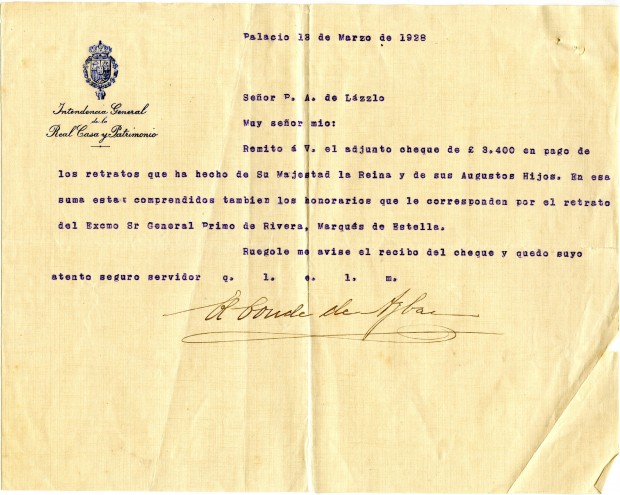 Palacio 13 de Marzo de 1928
Intendencia General
de la
Real Casa y Patrimonio
Señor P. A. de Lázzlo
Muy señor mio:
Remito á V. el adjunto cheque de £ 3.400 en pago de
los retratos que ha hecho de Su Majestad la Reina y de sus Augustos Hijos. En esa
suma estan comprendidos tambien los honorarios que le corresponden por el retrato
del Excmo Sr General Primo de Rivera, Marqués de Estella.
Ruegole me avise el recibo del cheque y quedo suyo
atento seguro servidor q. l. e. l. m.
El Conde de Aybar